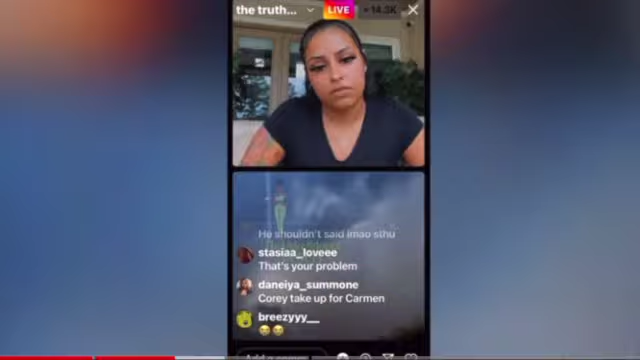 the truth...
LIVE
14.3K
He shouldn't said lmao sthu
stasiaa_loveee
That's your problem
daneiya_summone
Corey take up for Carmen
breezyyy__
😂😂